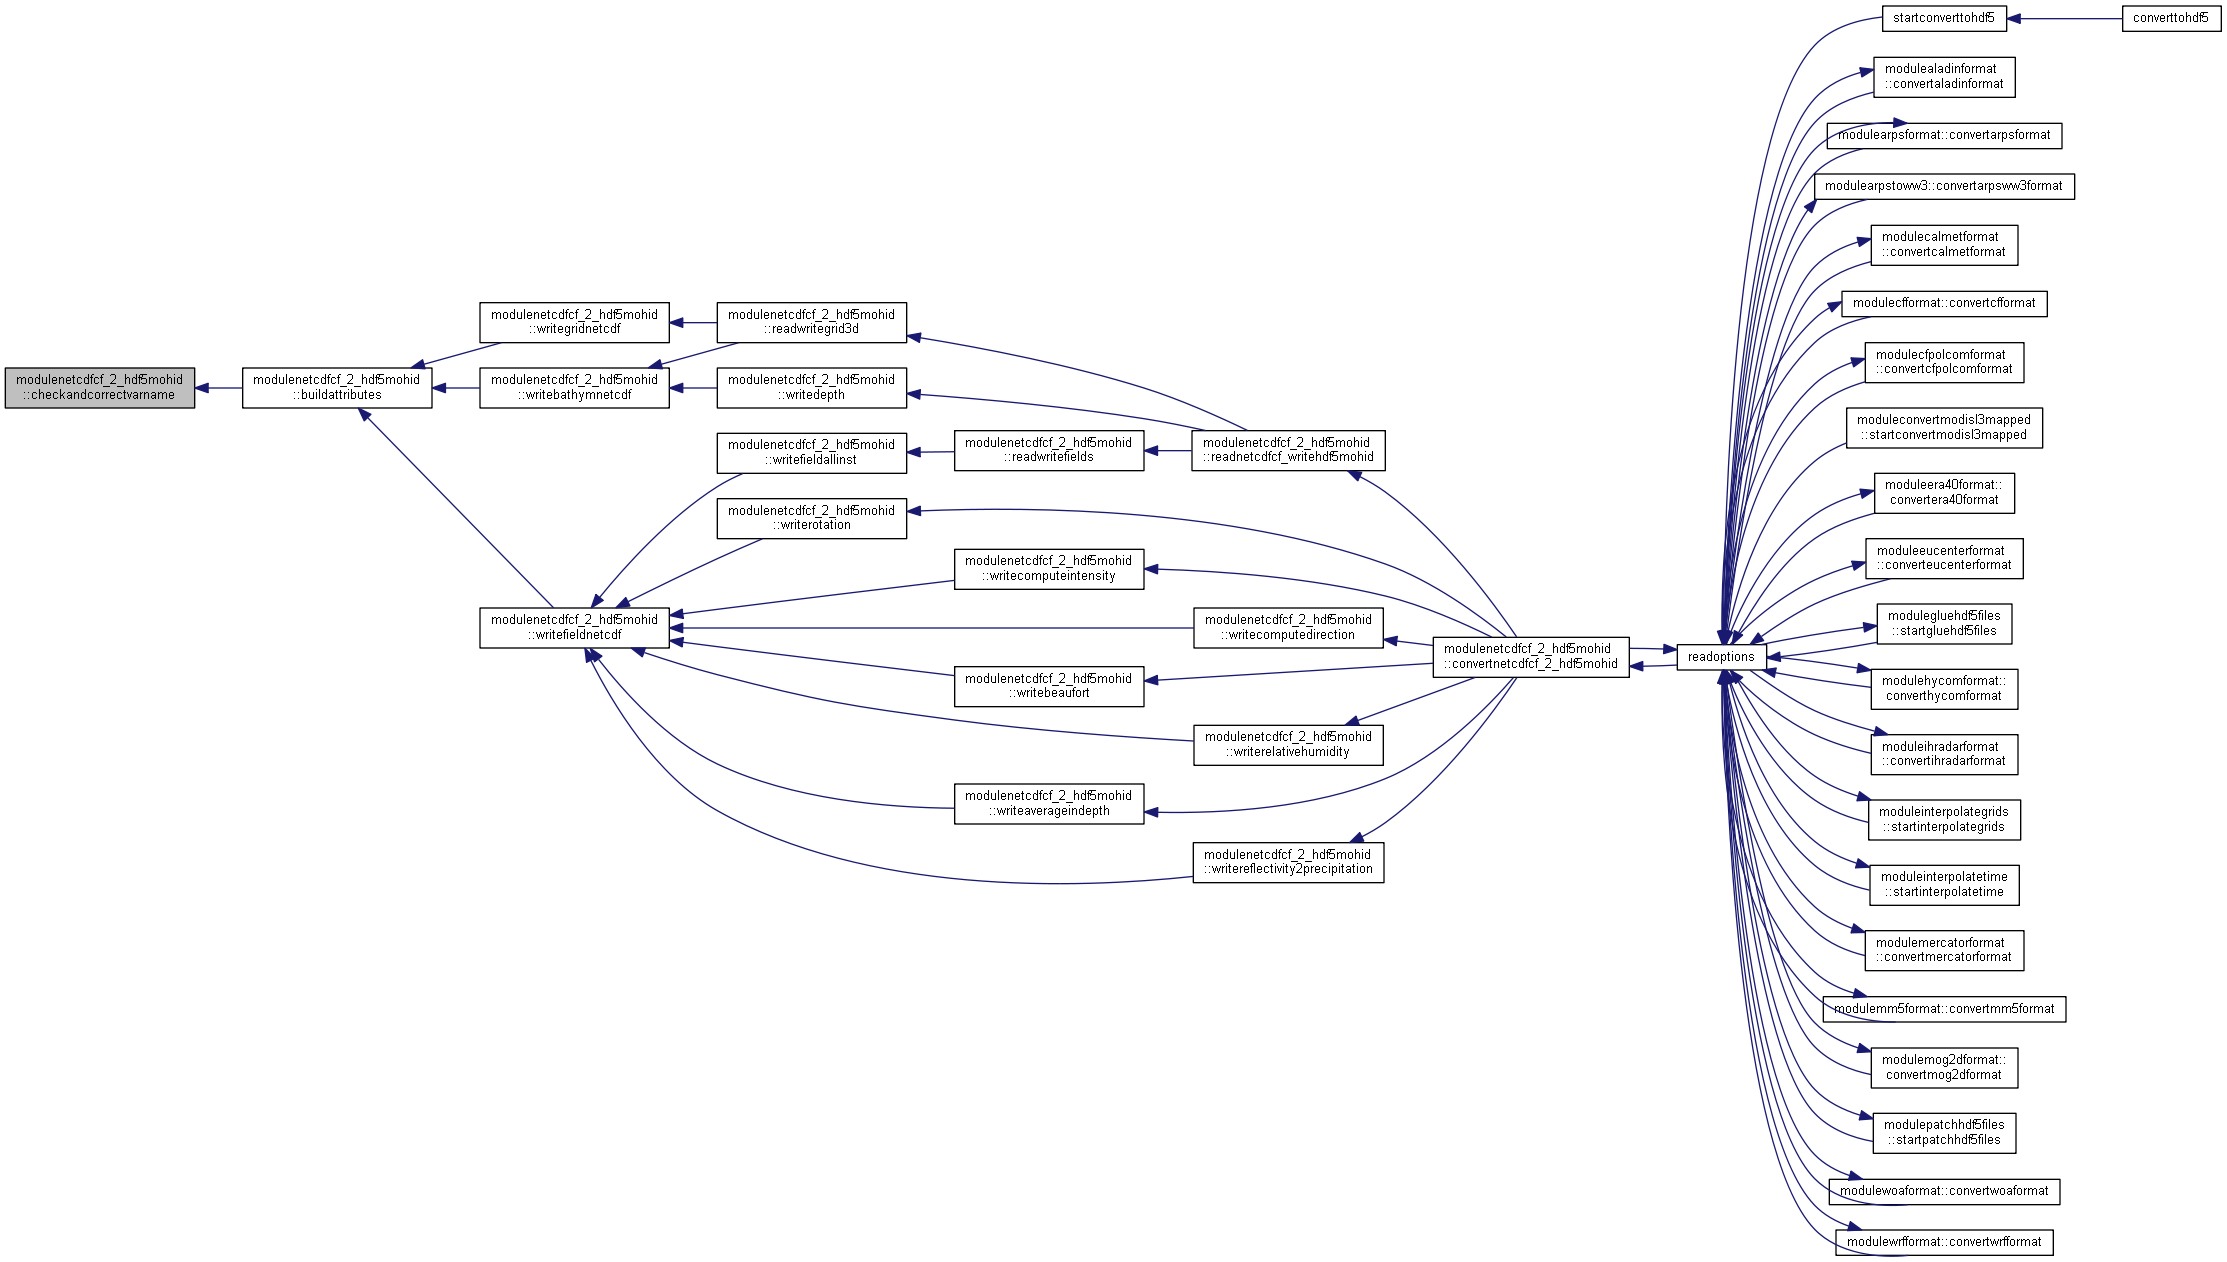 modulenetcdfcf_2_hdf5mohid
::checkandcorrectvarname
modulenetcdfcf_2_hdf5mohid
::buildattributes
modulenetcdfcf_2_hdf5mohid
::writegridnetcdf
modulenetcdfcf_2_hdf5mohid
::writebathymnetcdf
modulenetcdfcf_2_hdf5mohid
::writefieldnetcdf
modulenetcdfcf_2_hdf5mohid
::readwritegrid3d
modulenetcdfcf_2_hdf5mohid
::writedepth
modulenetcdfcf_2_hdf5mohid
::writefieldallinst
modulenetcdfcf_2_hdf5mohid
::writerotation
modulenetcdfcf_2_hdf5mohid
::readwritefields
modulenetcdfcf_2_hdf5mohid
::writecomputeintensity
modulenetcdfcf_2_hdf5mohid
::writebeaufort
modulenetcdfcf_2_hdf5mohid
::writeaverageindepth
modulenetcdfcf_2_hdf5mohid
::readnetcdfcf_writehdf5mohid
modulenetcdfcf_2_hdf5mohid
::writecomputedirection
modulenetcdfcf_2_hdf5mohid
::writerelativehumidity
modulenetcdfcf_2_hdf5mohid
::writereflectivity2precipitation
modulenetcdfcf_2_hdf5mohid
::convertnetcdfcf_2_hdf5mohid
readoptions
startconverttohdf5
converttohdf5
modulealadinformat
::convertaladinformat
modulearpsformat::convertarpsformat
modulearpstoww3::convertarpsww3format
modulecalmetformat
::convertcalmetformat
modulecfformat::convertcfformat
modulecfpolcomformat
::convertcfpolcomformat
moduleconvertmodisl3mapped
::startconvertmodisl3mapped
moduleera40format::
convertera40format
moduleeucenterformat
::converteucenterformat
modulegluehdf5files
::startgluehdf5files
modulehycomformat::
converthycomformat
moduleihradarformat
::convertihradarformat
moduleinterpolategrids
::startinterpolategrids
moduleinterpolatetime
::startinterpolatetime
modulemercatorformat
::convertmercatorformat
modulemm5format::convertmm5format
modulemog2dformat::
convertmog2dformat
modulepatchhdf5files
::startpatchhdf5files
modulewoaformat::convertwoaformat
modulewrfformat::convertwrfformat